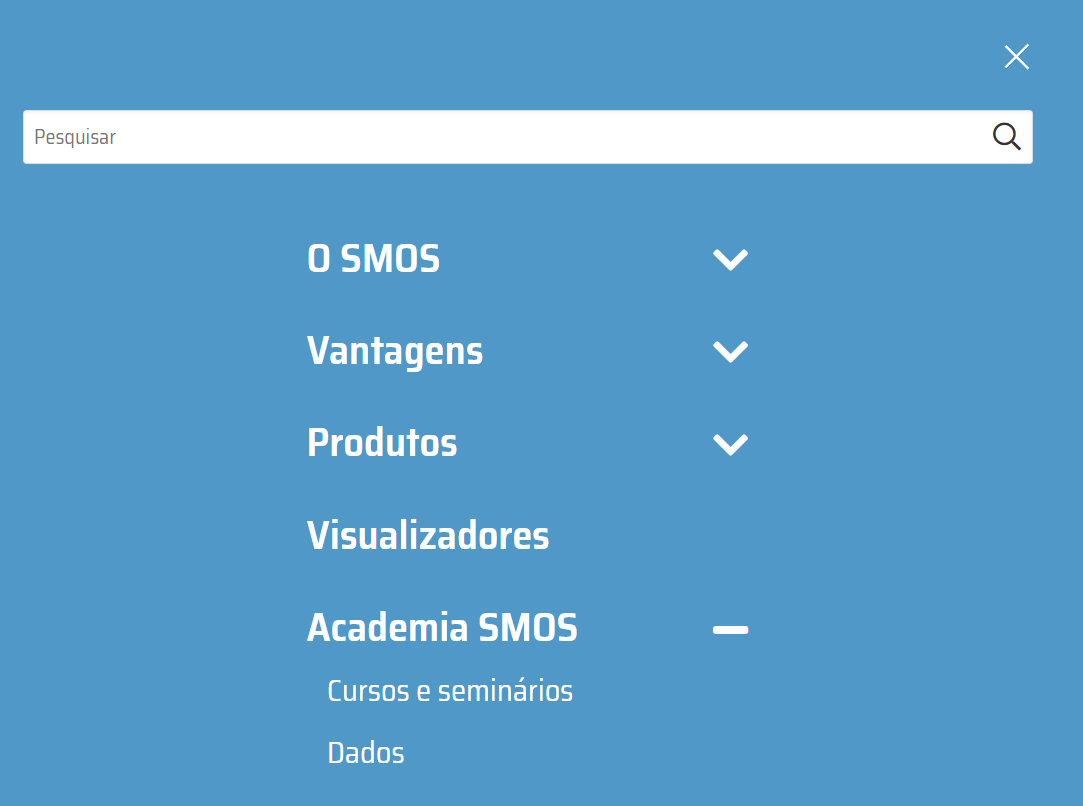 Pesquisar
O SMOS
Vantagens
Produtos
Visualizadores
Academia SMOS
Cursos e seminários
Dados